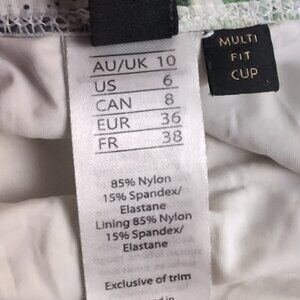 AU/UK 10
US 6
CAN 8
EUR 36
FR 38
85% Nylon
15% Spandex/
Elastane
Lining 85% Nylon
15% Spandex/
Elastane
Exclusive of trim
MULTI
FIT
CUP